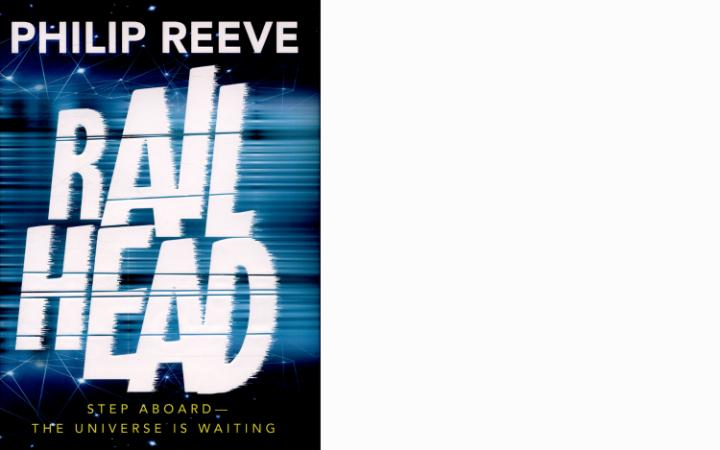 PHILIP REEVE
RAIL
HEAD
STEP ABOARD—
THE UNIVERSE IS WAITING